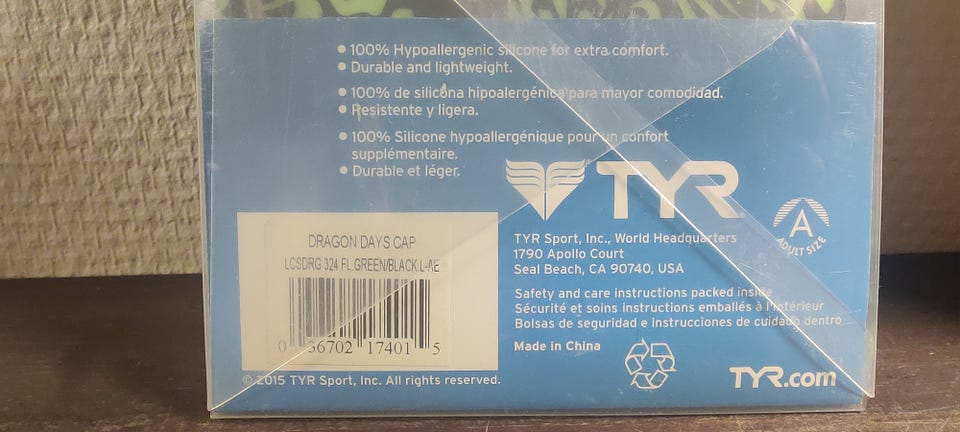 • 100% Hypoallergenic silicone for extra comfort.
• Durable and lightweight.
• 100% de silicona hipoalergénica para mayor comodidad.
• Resistente y ligera.
• 100% Silicone hypoallergénique pour un confort
supplémentaire.
• Durable et léger.
TYR
A
ADULT SIZE
TYR Sport, Inc., World Headquarters
1790 Apollo Court
Seal Beach, CA 90740, USA
Safety and care instructions packed inside
Sécurité et soins instructions emballés à l'intérieur
Bolsas de seguridad e instrucciones de cuidado dentro
Made in China
TYR.com
DRAGON DAYS CAP
LCSDRG 324 FL.GREEN/BLACK L-AE
0 36702 17401 5
© 2015 TYR Sport, Inc. All rights reserved.